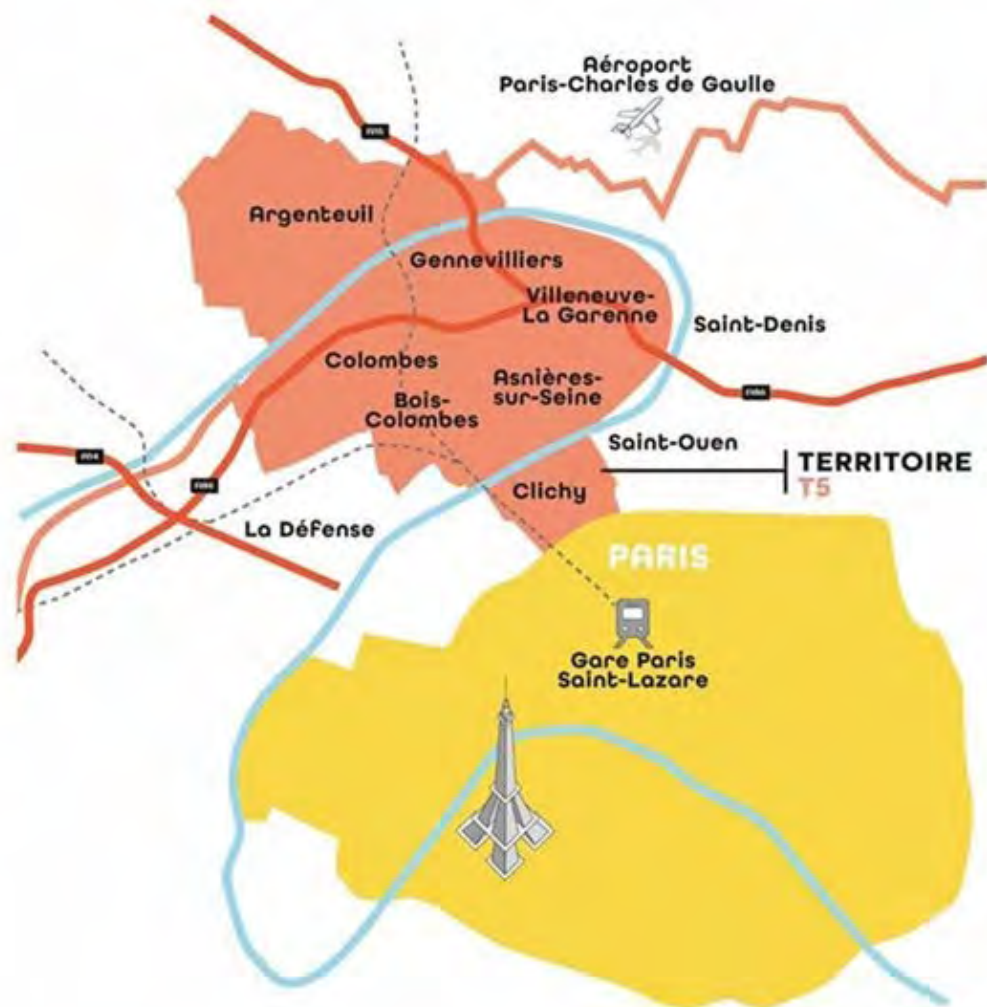 Aéroport
Paris-Charles de Gaulle
Argenteuil
Gennevilliers
Villeneuve-
La Garenne
Saint-Denis
Colombes
Asnières-
sur-Seine
Bois-
Colombes
Saint-Ouen
TERRITOIRE
T5
Clichy
La Défense
PARIS
Gare Paris
Saint-Lazare